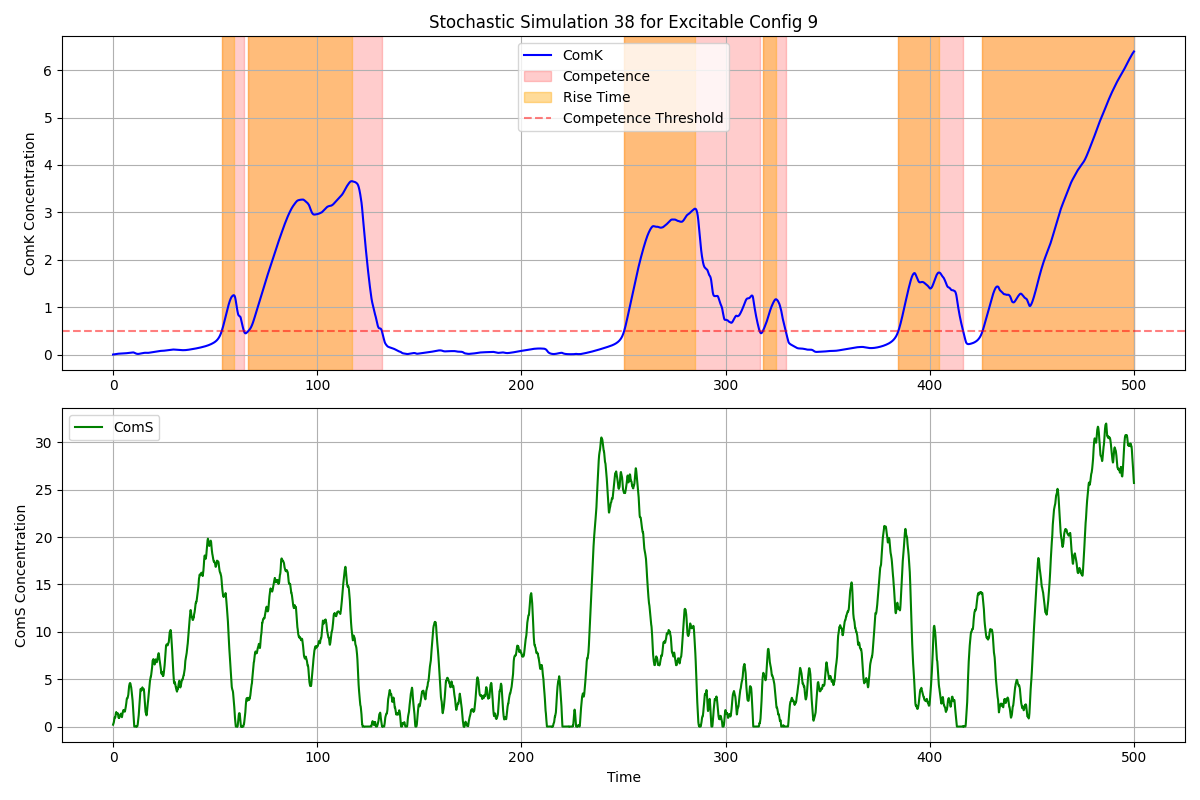 Stochastic Simulation 38 for Excitable Config 9
ComK Concentration
6
5
4
3
2
1
0
ComK
Competence
Rise Time
Competence Threshold
0 100 200 300 400 500
ComS Concentration
30
25
20
15
10
5
0
ComS
0 100 200 300 400 500
Time